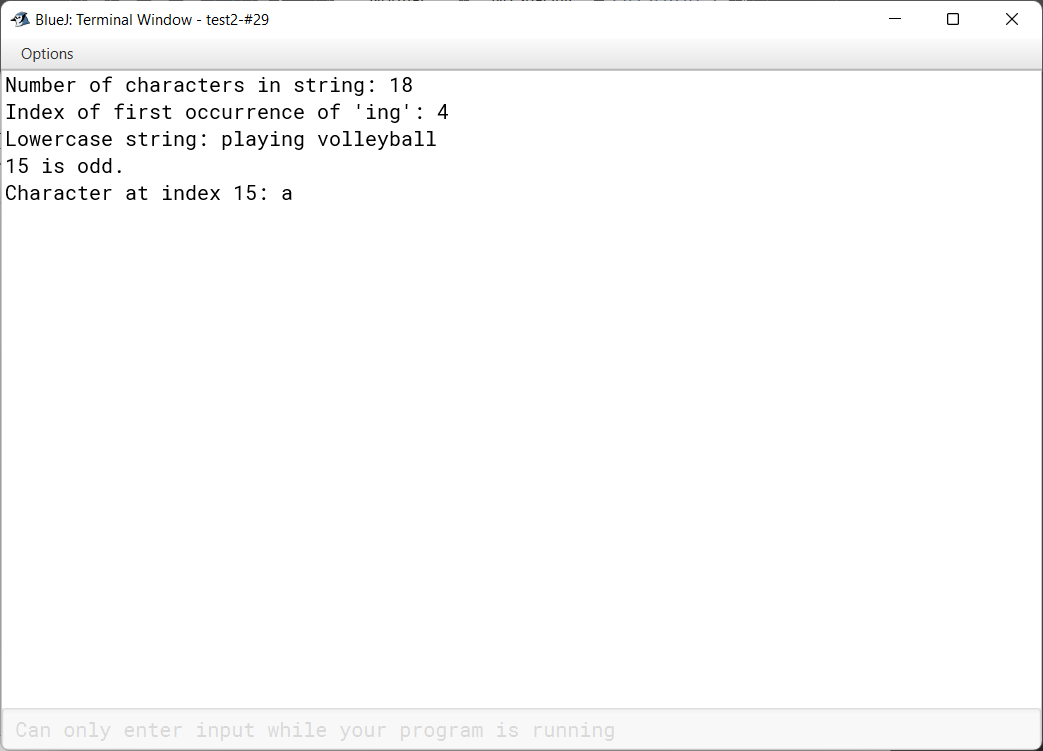 BlueJ: Terminal Window - test2-#29
Options
Number of characters in string: 18
Index of first occurrence of 'ing': 4
Lowercase string: playing volleyball
15 is odd.
Character at index 15: a
Can only enter input while your program is running